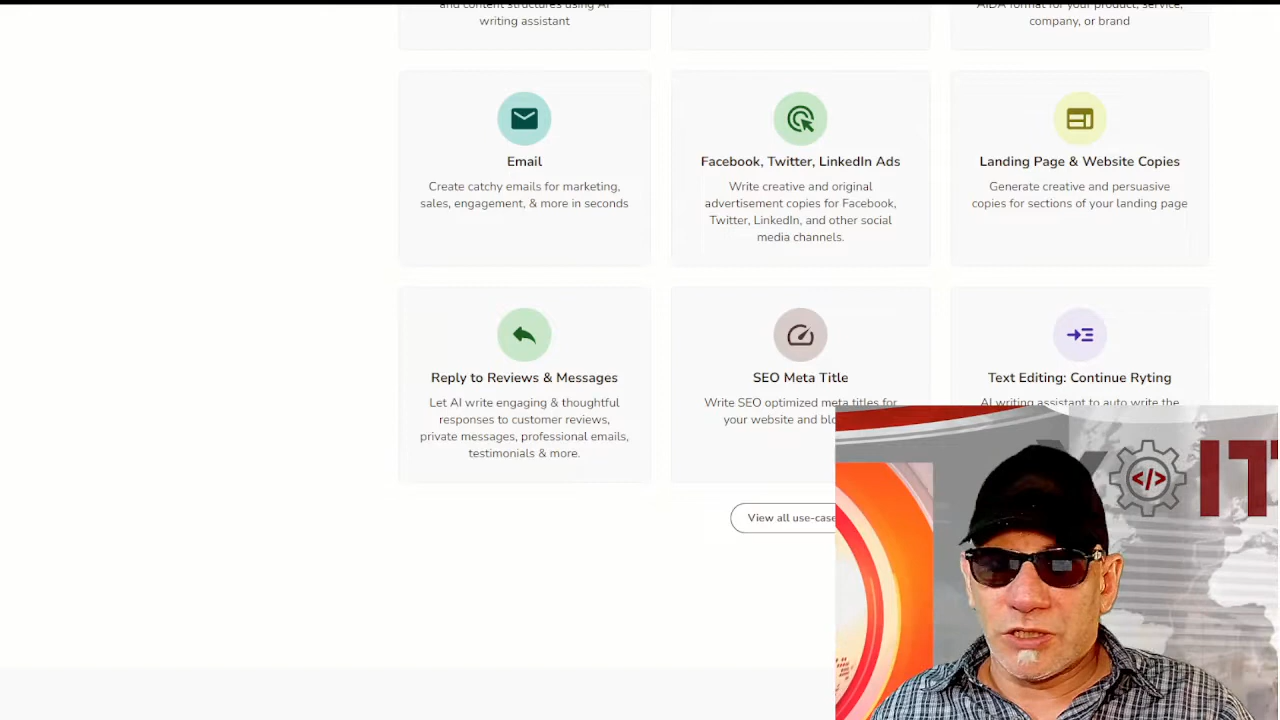 and content structures using AI
writing assistant
AIDA format for your product, service,
company, or brand
Email
Create catchy emails for marketing,
sales, engagement, & more in seconds
Facebook, Twitter, LinkedIn Ads
Write creative and original
advertisement copies for Facebook,
Twitter, LinkedIn, and other social
media channels.
Landing Page & Website Copies
Generate creative and persuasive
copies for sections of your landing page
Reply to Reviews & Messages
Let AI write engaging & thoughtful
responses to customer reviews,
private messages, professional emails,
testimonials & more.
SEO Meta Title
Write SEO optimized meta titles for
your website and
Text Editing: Continue Ryting
AI writing assistant to auto write the
View all
</>
IT